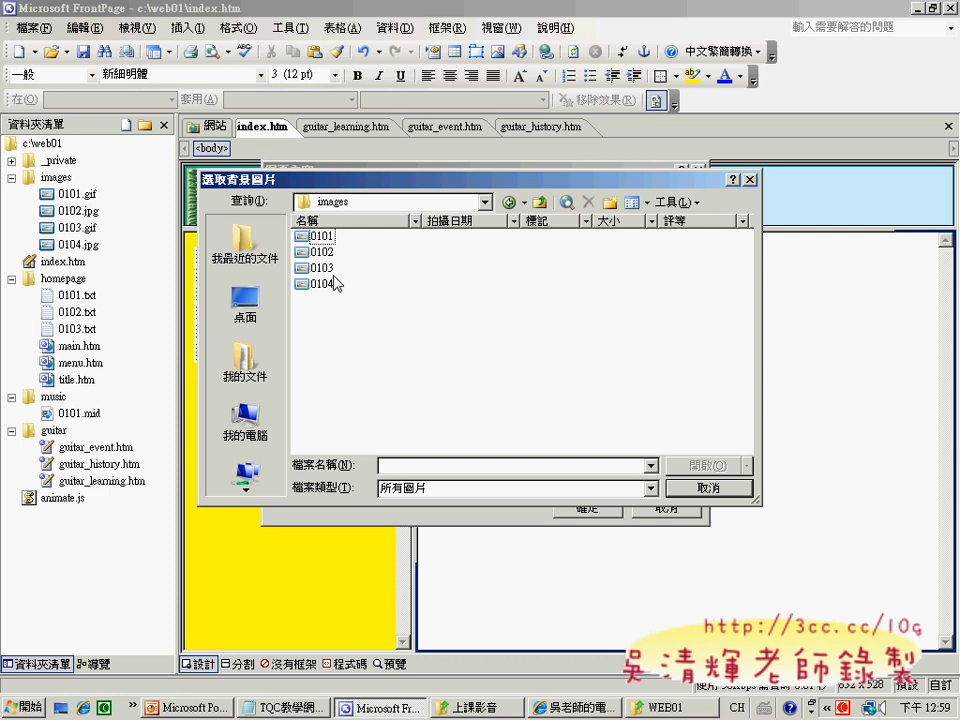 Microsoft FrontPage - c:\web01\index.htm
檔案(F) 編輯(E) 檢視(V) 插入(I) 格式(O) 工具(T) 表格(A) 資料(D) 框架(R) 視窗(W) 說明(H) 輸入需要解答的問題
中文繁簡轉換
一般 新細明體 3 (12 pt) B I U
在(O) 套用(A) 移除效果(R)
資料夾清單
網站 index.htm guitar_learning.htm guitar_event.htm guitar_history.htm
<body>
c:\web01
_private
images
0101.gif
0102.jpg
0103.gif
0104.jpg
index.htm
homepage
0101.txt
0102.txt
0103.txt
main.htm
menu.htm
title.htm
music
0101.mid
guitar
guitar_event.htm
guitar_history.htm
guitar_learning.htm
animate.js
選取背景圖片
查詢(I): images 工具(L)
名稱 拍攝日期 標記 大小 評等
0101
0102
0103
0104
我最近的文件
桌面
我的文件
我的電腦
檔案名稱(N): 開啟(O)
檔案類型(T): 所有圖片 取消
確定 取消
http://3cc.cc/10g
吳清輝老師錄製
資料夾清單 導覽
設計 分割 沒有框架 程式碼 預覽
652 x 528 預設 自訂
開始 Microsoft Po... TQC教學網... Microsoft Fr... 上課影音 吳老師的電... WEB01 CH 下午 12:59